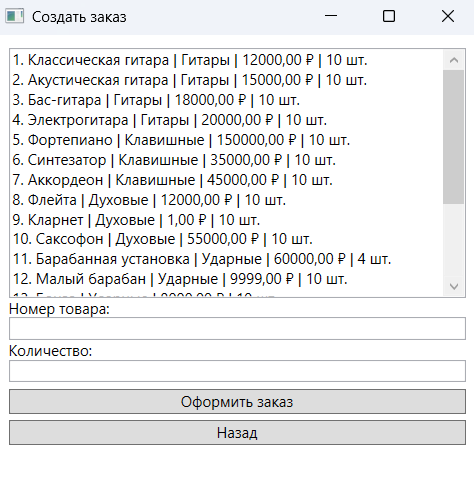 Создать заказ
1. Классическая гитара | Гитары | 12000,00 ₽ | 10 шт.
2. Акустическая гитара | Гитары | 15000,00 ₽ | 10 шт.
3. Бас-гитара | Гитары | 18000,00 ₽ | 10 шт.
4. Электрогитара | Гитары | 20000,00 ₽ | 10 шт.
5. Фортепиано | Клавишные | 150000,00 ₽ | 10 шт.
6. Синтезатор | Клавишные | 35000,00 ₽ | 10 шт.
7. Аккордеон | Клавишные | 45000,00 ₽ | 10 шт.
8. Флейта | Духовые | 12000,00 ₽ | 10 шт.
9. Кларнет | Духовые | 1,00 ₽ | 10 шт.
10. Саксофон | Духовые | 55000,00 ₽ | 10 шт.
11. Барабанная установка | Ударные | 60000,00 ₽ | 4 шт.
12. Малый барабан | Ударные | 9999,00 ₽ | 10 шт.
Номер товара:
Количество:
Оформить заказ
Назад